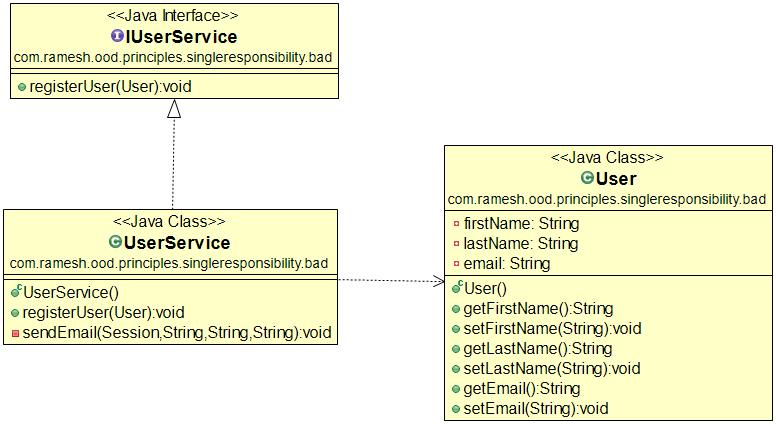 <<Java Interface>>
IUserService
com.ramesh.ood.principles.singleresponsibility.bad
registerUser(User):void
<<Java Class>>
UserService
com.ramesh.ood.principles.singleresponsibility.bad
UserService()
registerUser(User):void
sendEmail(Session,String,String,String):void
<<Java Class>>
User
com.ramesh.ood.principles.singleresponsibility.bad
firstName: String
lastName: String
email: String
User()
getFirstName():String
setFirstName(String):void
getLastName():String
setLastName(String):void
getEmail():String
setEmail(String):void